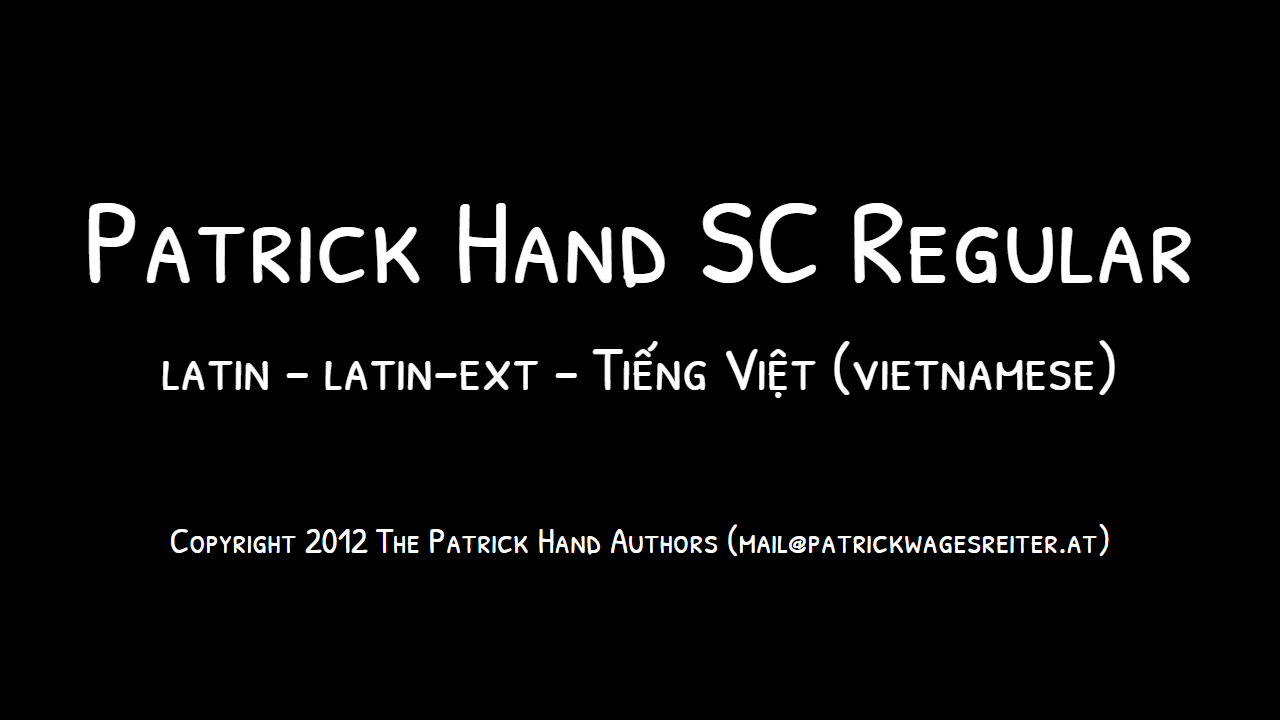 Patrick Hand SC Regular
latin - latin-ext - Tiếng Việt (vietnamese)
Copyright 2012 The Patrick Hand Authors (mail@patrickwagesreiter.at)